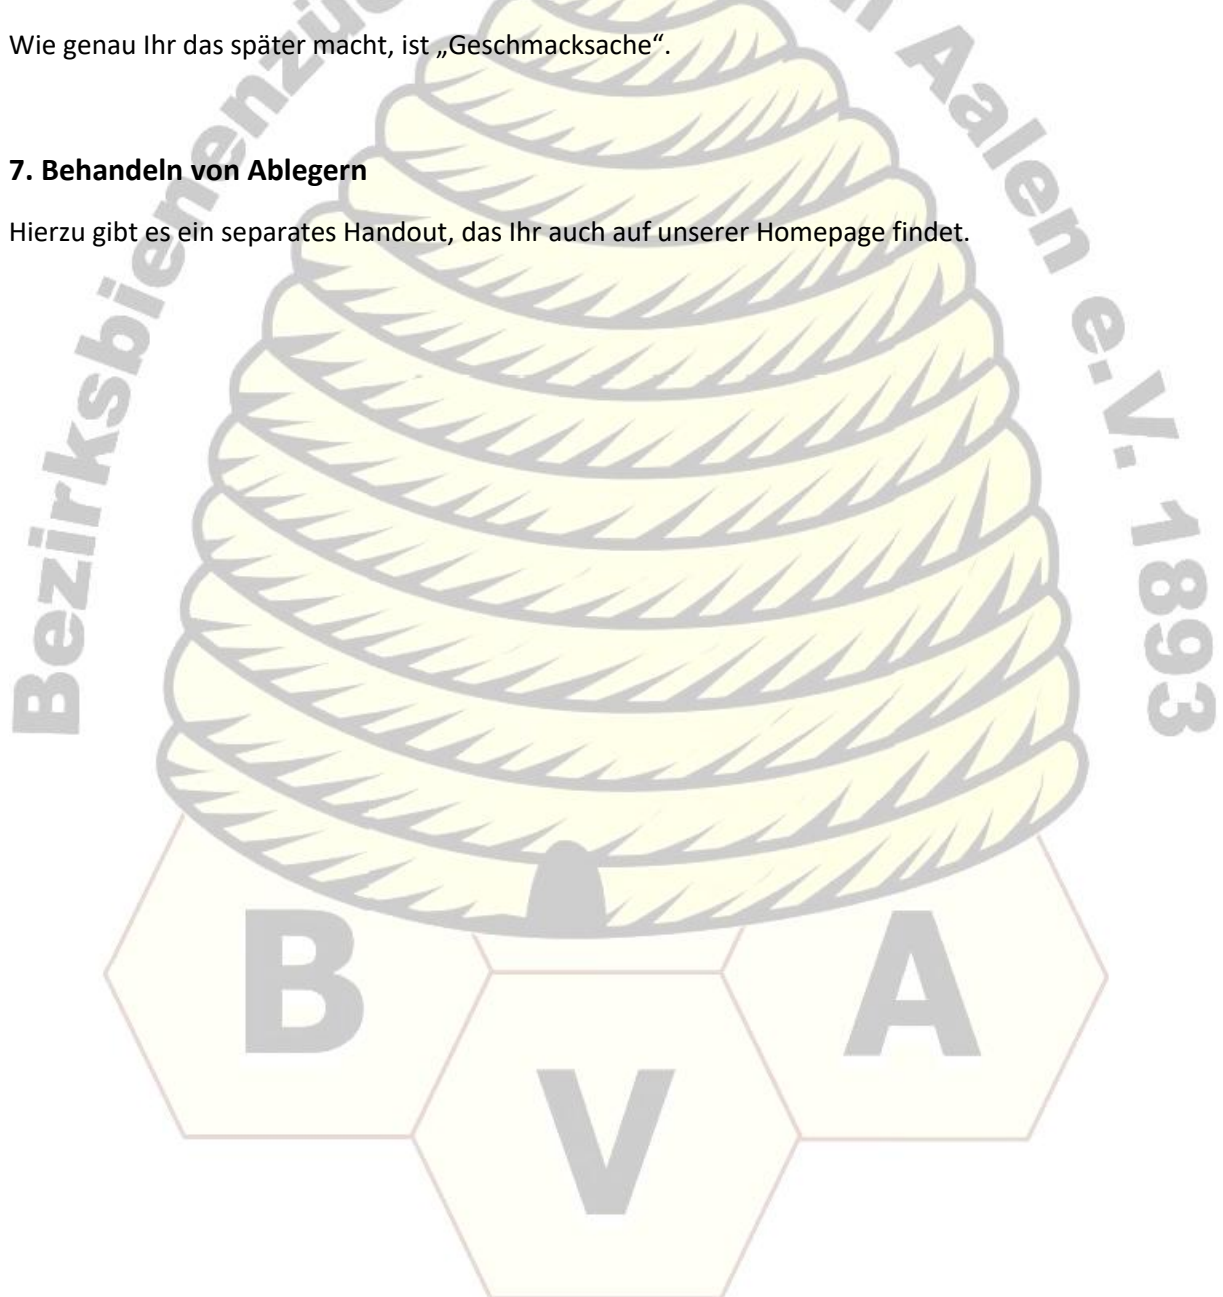 Wie genau Ihr das später macht, ist „Geschmacksache“.
7. Behandeln von Ablegern
Hierzu gibt es ein separates Handout, das Ihr auch auf unserer Homepage findet.
Aalen e.V. 1893
B
A
V